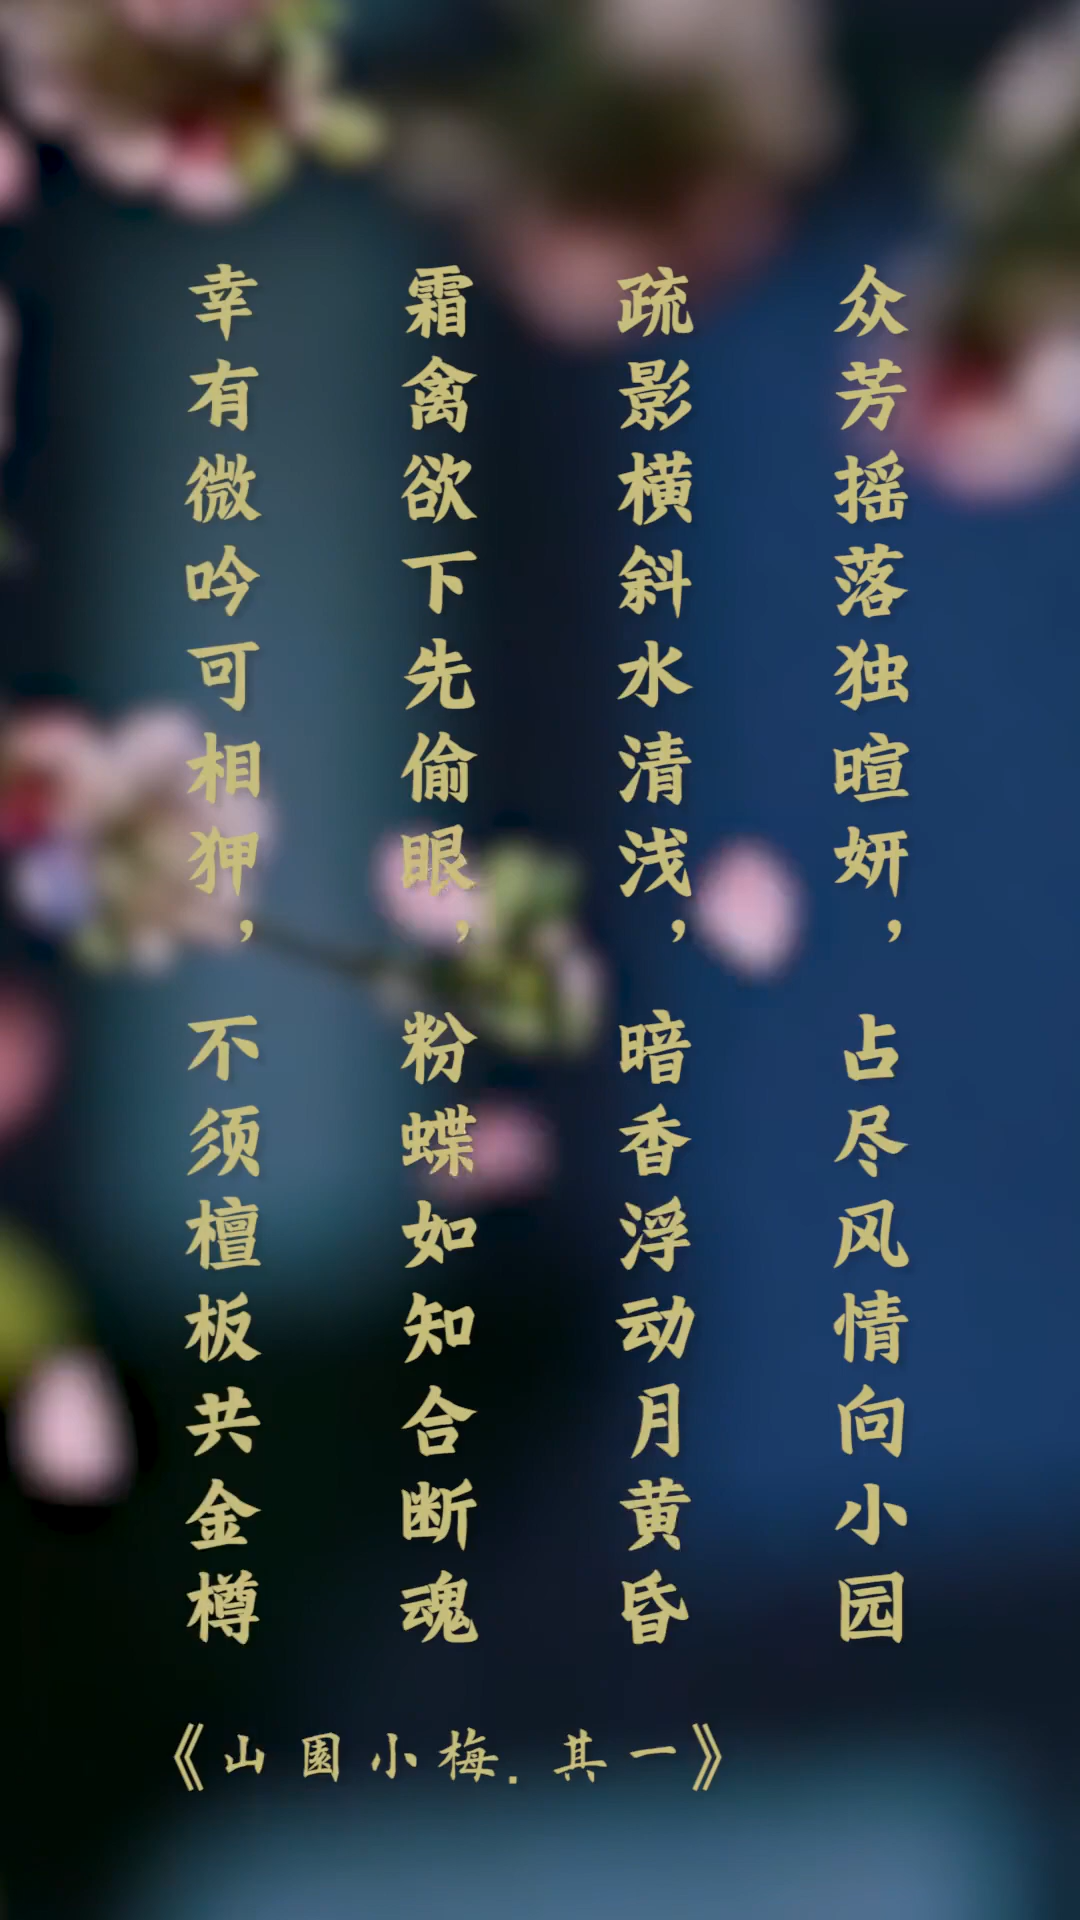 众芳摇落独暄妍，占尽风情向小园
疏影横斜水清浅，暗香浮动月黄昏
霜禽欲下先偷眼，粉蝶如知合断魂
幸有微吟可相狎，不须檀板共金樽
《山園小梅.其一》